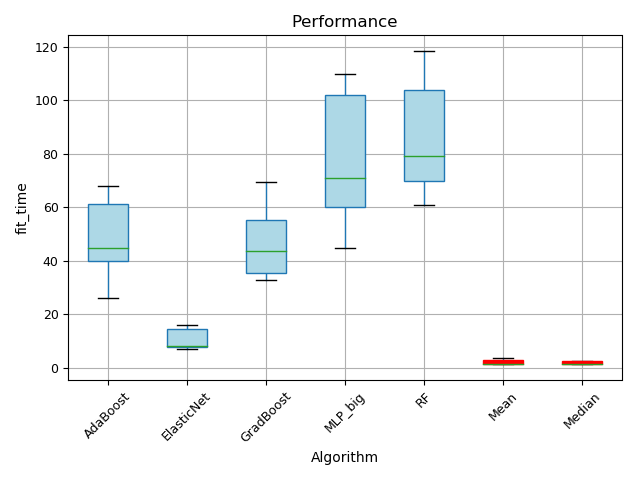 Performance
120
100
80
60
40
20
0
fit_time
AdaBoost
ElasticNet
GradBoost
MLP_big
RF
Mean
Median
Algorithm